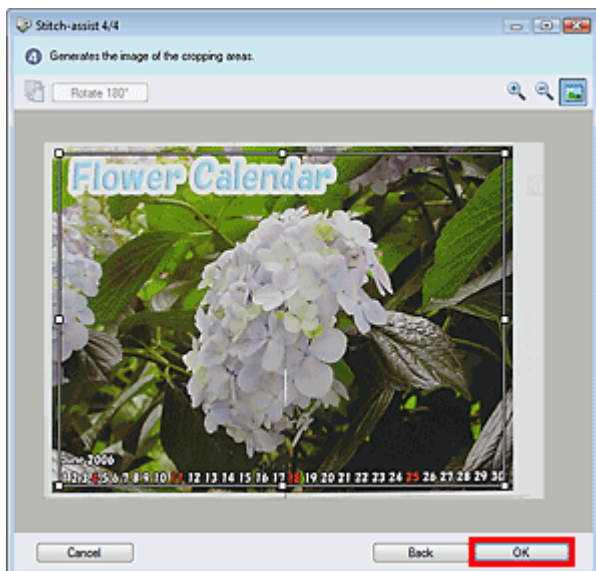 Stitch-assist 4/4
4 Generates the image of the cropping areas.
Rotate 180°
Flower Calendar
June 2006
1 2 3 4 5 6 7 8 9 10 11 12 13 14 15 16 17 18 19 20 21 22 23 24 25 26 27 28 29 30
Cancel Back OK